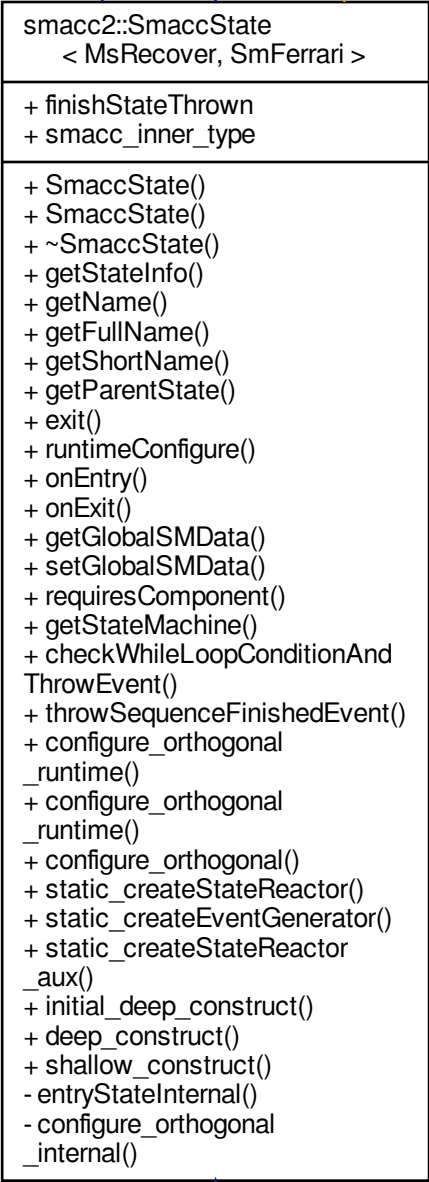 smacc2::SmaccState
< MsRecover, SmFerrari >
+ finishStateThrown
+ smacc_inner_type
+ SmaccState()
+ SmaccState()
+ ~SmaccState()
+ getStateInfo()
+ getName()
+ getFullName()
+ getShortName()
+ getParentState()
+ exit()
+ runtimeConfigure()
+ onEntry()
+ onExit()
+ getGlobalSMData()
+ setGlobalSMData()
+ requiresComponent()
+ getStateMachine()
+ checkWhileLoopConditionAnd
ThrowEvent()
+ throwSequenceFinishedEvent()
+ configure_orthogonal
_runtime()
+ configure_orthogonal
_runtime()
+ configure_orthogonal()
+ static_createStateReactor()
+ static_createEventGenerator()
+ static_createStateReactor
_aux()
+ initial_deep_construct()
+ deep_construct()
+ shallow_construct()
- entryStateInternal()
- configure_orthogonal
_internal()